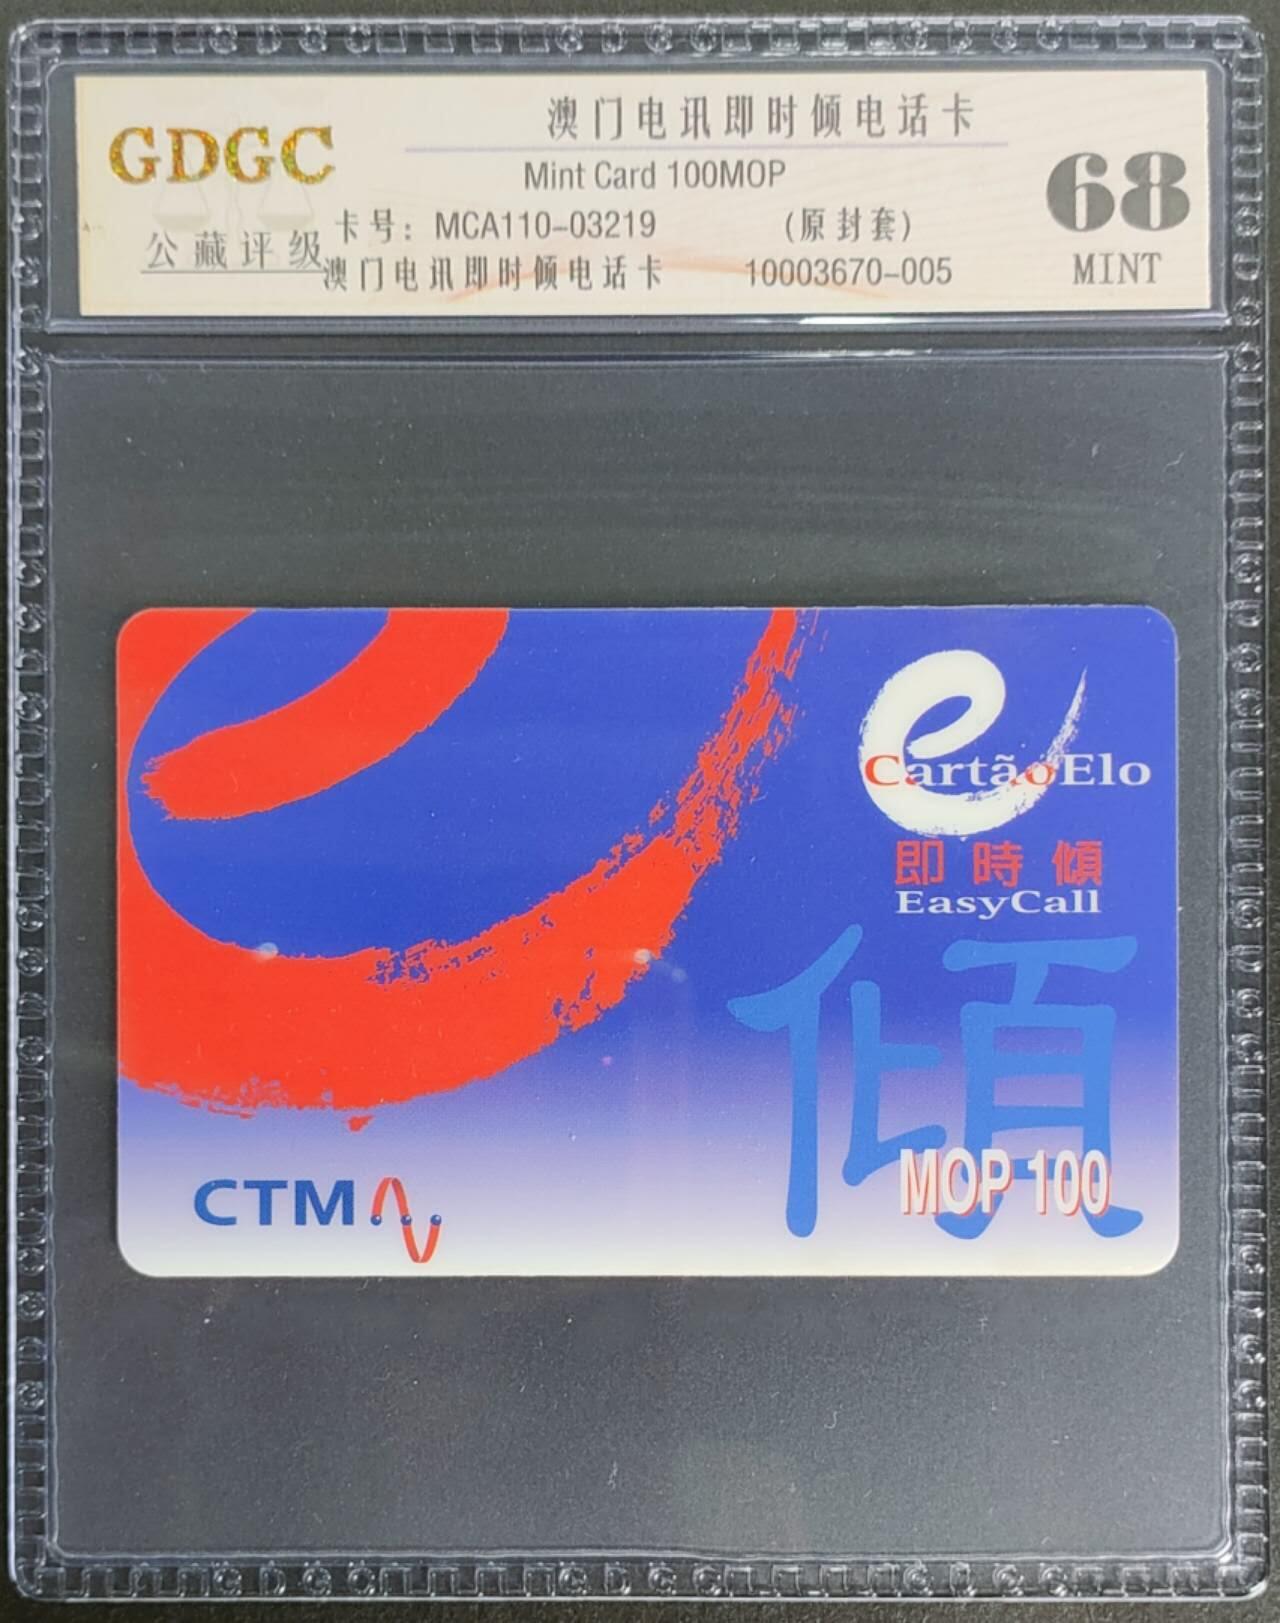 澳门电讯即时倾电话卡
GDGC
Mint Card 100MOP
68
卡号: MCA110-03219 (原封套)
公藏评级
澳门电讯即时倾电话卡 10003670-005
MINT
CartãoElo
即時傾
EasyCall
傾
MOP 100
CTM